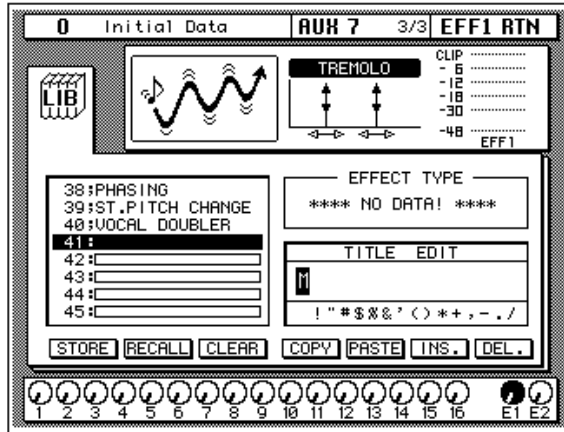 0 Initial Data AUX 7 3/3 EFF1 RTN
LIB
TREMOLO
CLIP
- 6
-12
-18
-30
-48
EFF1
38:PHASING
39:ST.PITCH CHANGE
40:VOCAL DOUBLER
41:
42:
43:
44:
45:
EFFECT TYPE
**** NO DATA! ****
TITLE EDIT
M
!"#$%&'()*+,-./
STORE RECALL CLEAR COPY PASTE INS. DEL.
1 2 3 4 5 6 7 8 9 10 11 12 13 14 15 16 E1 E2